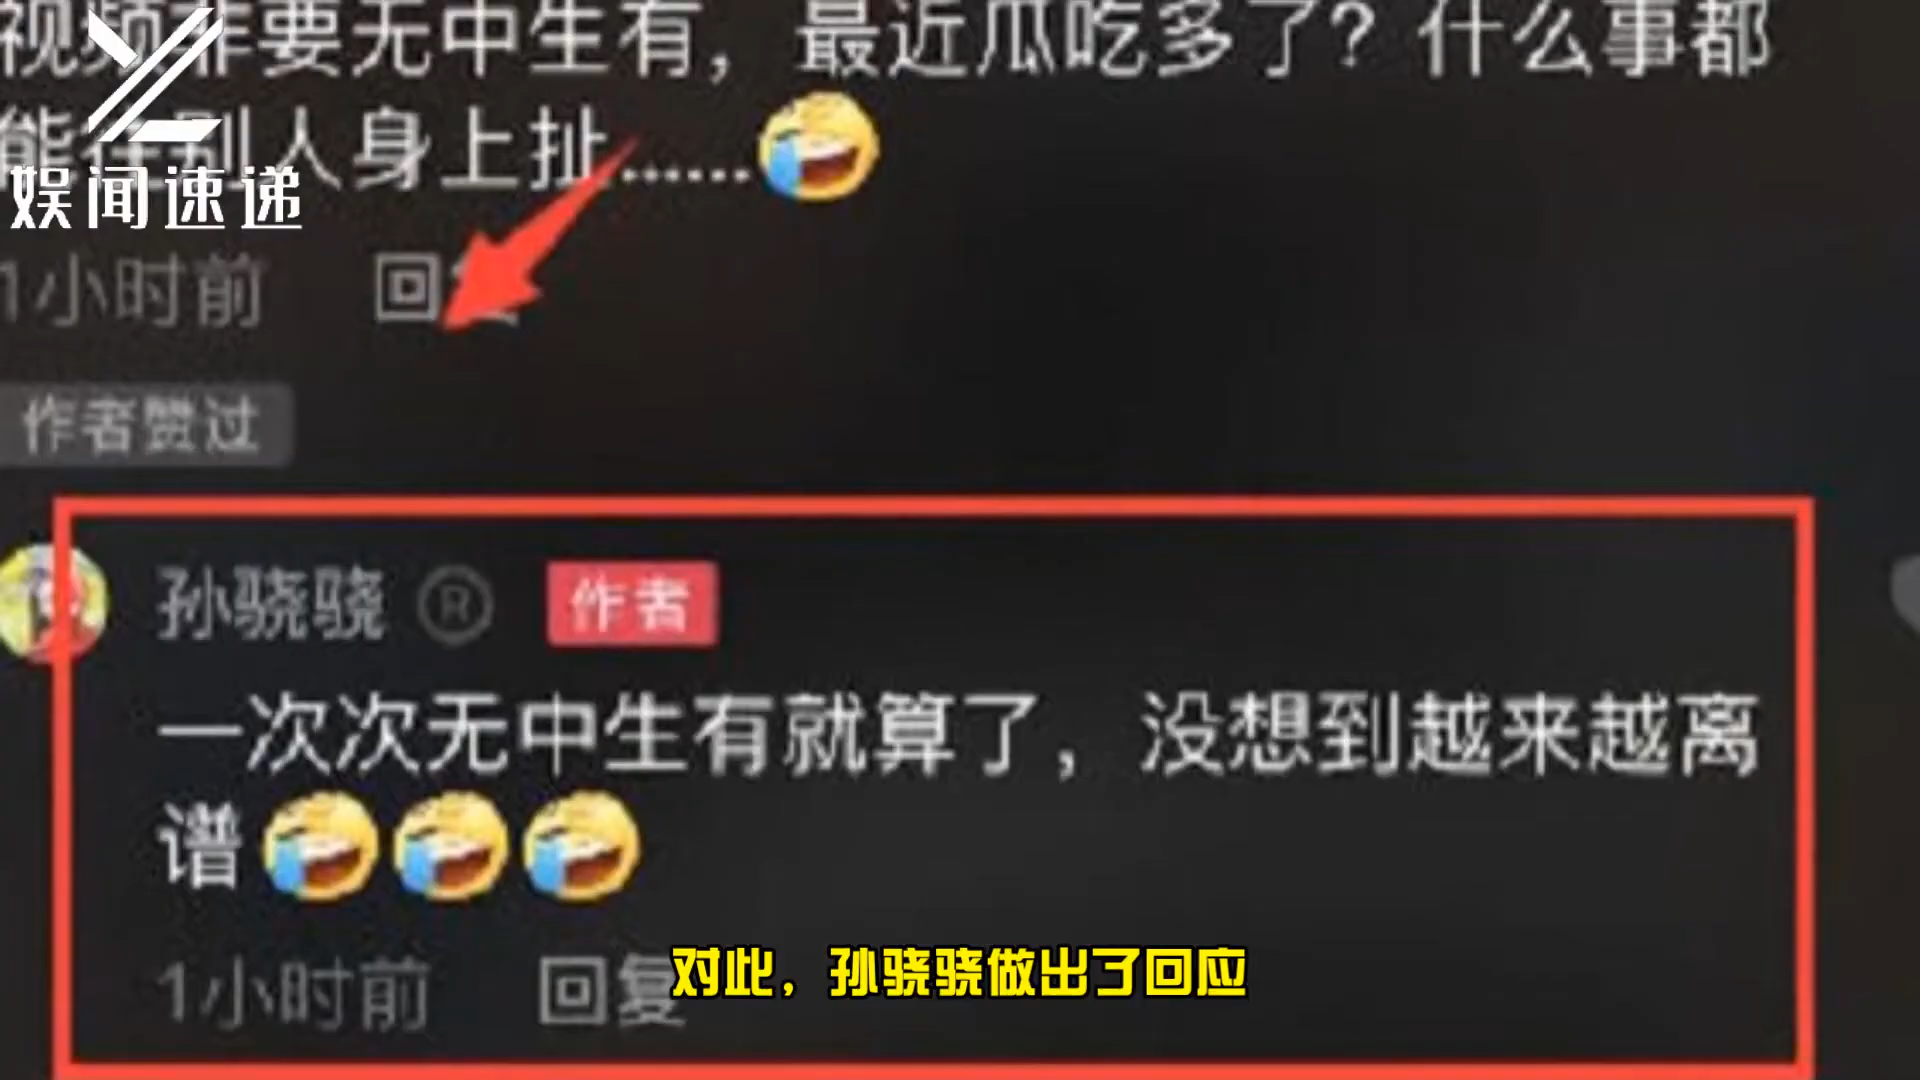 视频非要无中生有，最近瓜吃多了？什么事都
能往别人身上扯......
娱闻速递
1小时前 回复
作者赞过
孙骁骁 ® 作者
一次次无中生有就算了，没想到越来越离
谱
1小时前 回复
对此，孙骁骁做出了回应